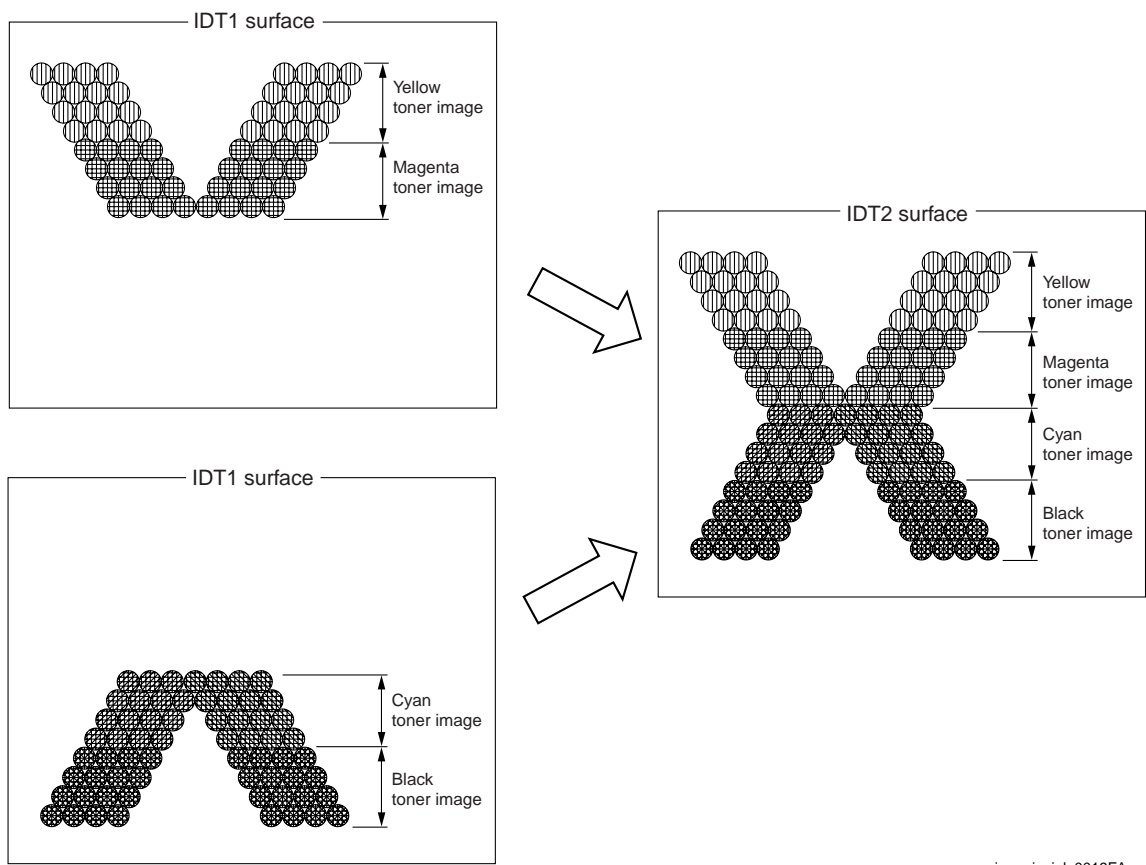 IDT1 surface
Yellow
toner image
Magenta
toner image
IDT2 surface
Yellow
toner image
Magenta
toner image
Cyan
toner image
Black
toner image
IDT1 surface
Cyan
toner image
Black
toner image